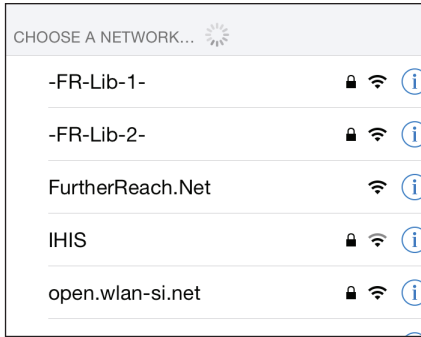 CHOOSE A NETWORK...
-FR-Lib-1-
-FR-Lib-2-
FurtherReach.Net
IHIS
open.wlan-si.net